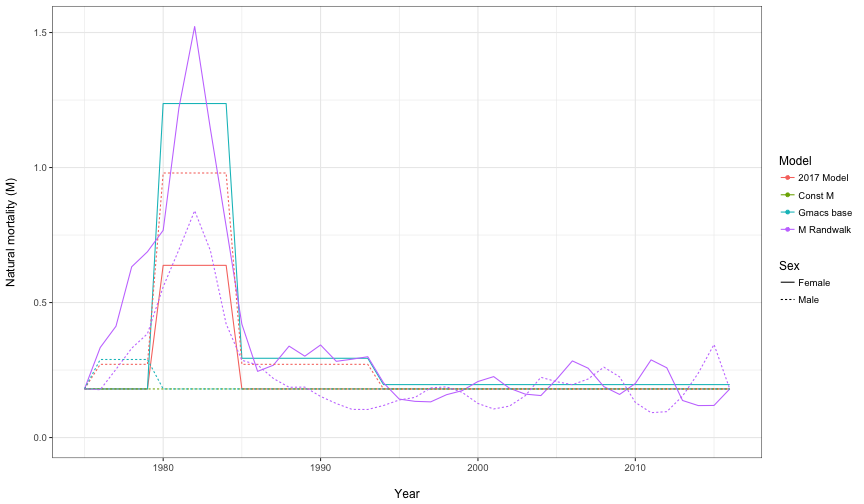 Natural mortality (M)
1.5
1.0
0.5
0.0
1980 1990 2000 2010
Year
Model
2017 Model
Const M
Gmacs base
M Randwalk
Sex
Female
Male